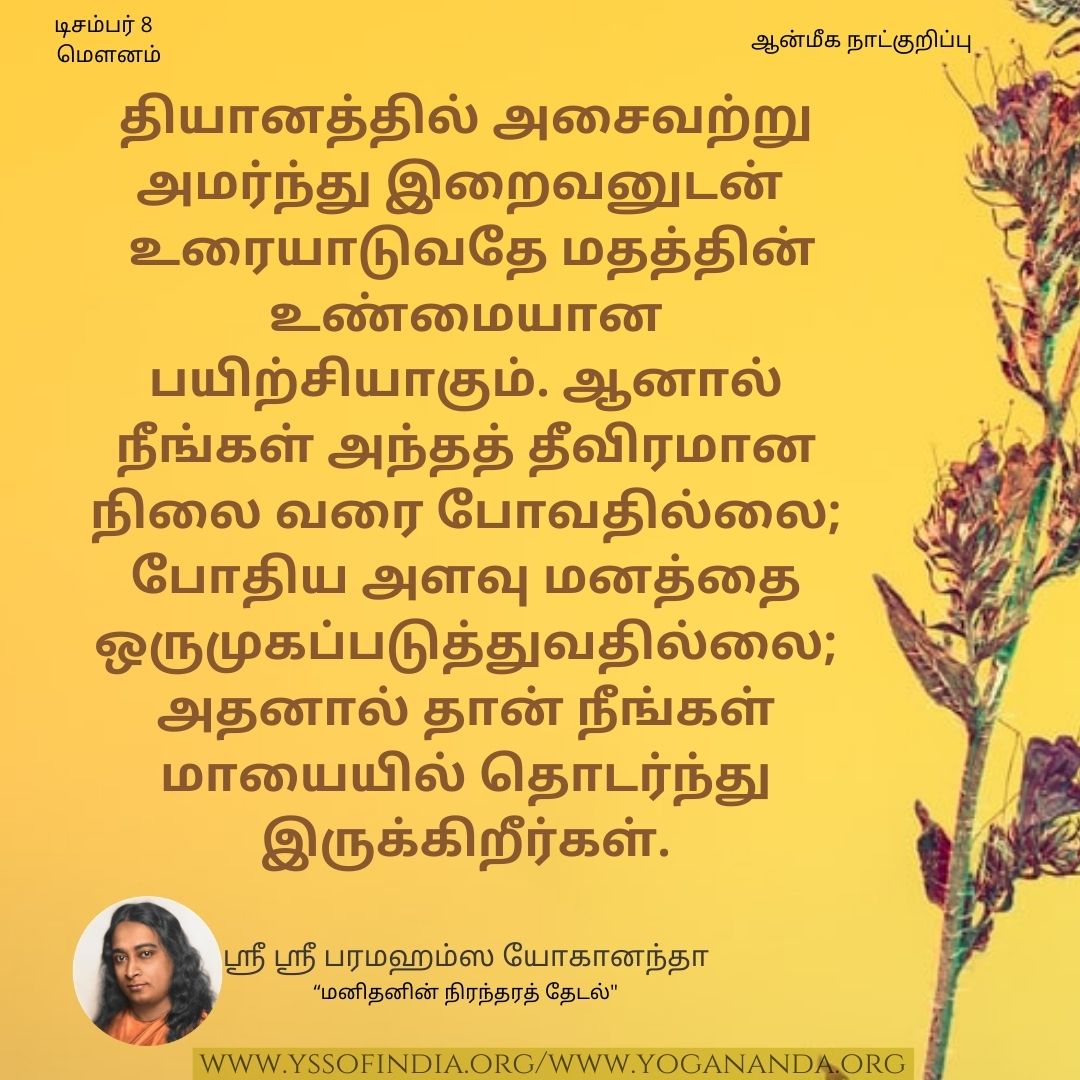 டிசம்பர் 8
மௌனம்
ஆன்மீக நாட்குறிப்பு
தியானத்தில் அசைவற்று
அமர்ந்து இறைவனுடன்
உரையாடுவதே மதத்தின்
உண்மையான
பயிற்சியாகும். ஆனால்
நீங்கள் அந்தத் தீவிரமான
நிலை வரை போவதில்லை;
போதிய அளவு மனத்தை
ஒருமுகப்படுத்துவதில்லை;
அதனால் தான் நீங்கள்
மாயையில் தொடர்ந்து
இருக்கிறீர்கள்.
ஸ்ரீ ஸ்ரீ பரமஹம்ஸ யோகானந்தா
“மனிதனின் நிரந்தரத் தேடல்"
WWW.YSSOFINDIA.ORG/WWW.YOGANANDA.ORG